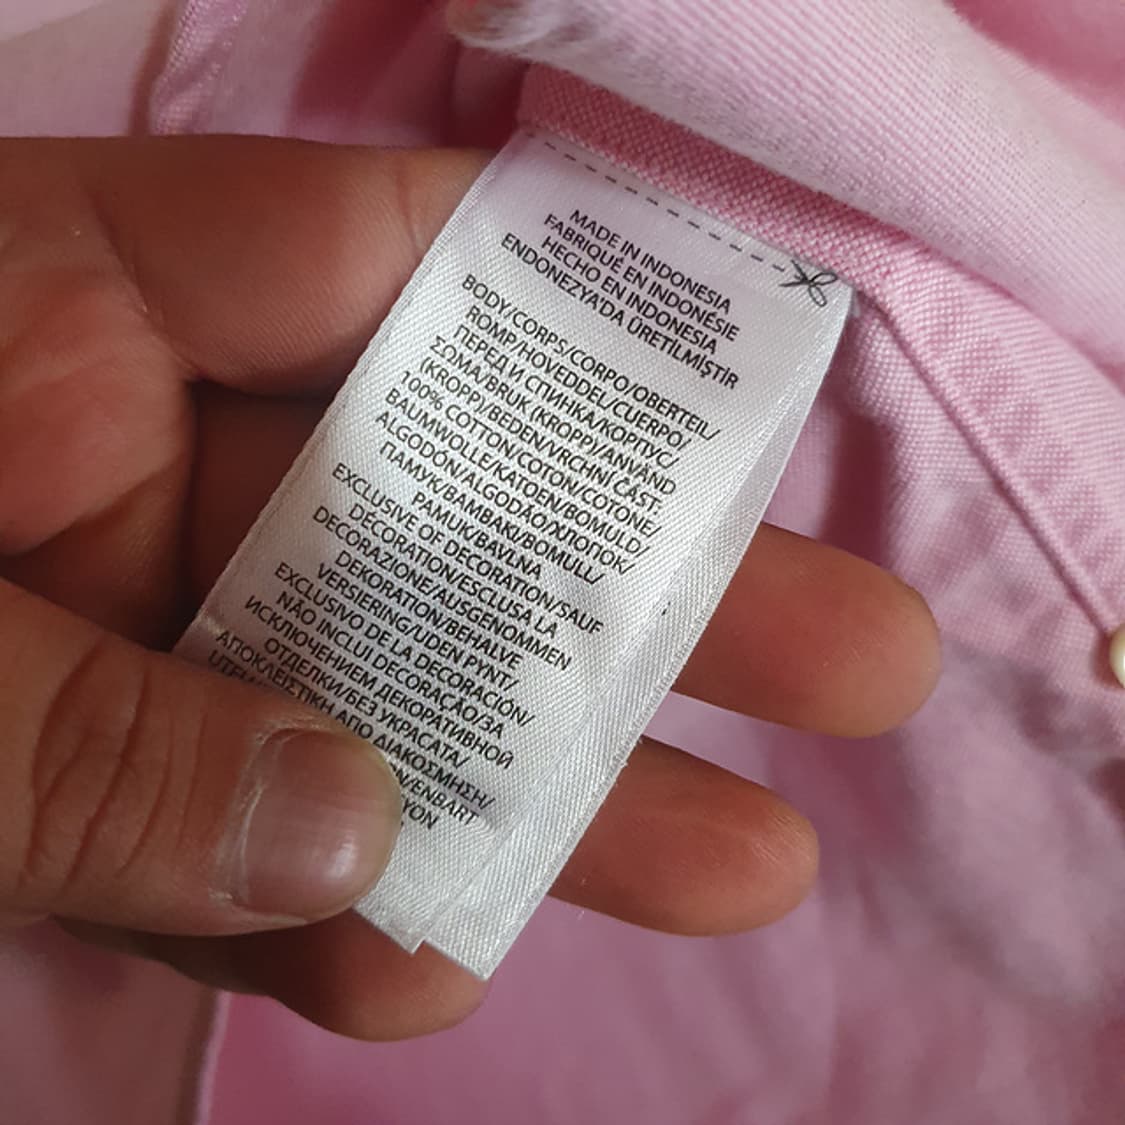 MADE IN INDONESIA
FABRIQUÉ EN INDONÉSIE
HECHO EN INDONESIA
ENDONEZYA'DA ÜRETİLMİŞTİR
BODY/CORPS/CORPO/OBERTEIL/
ROMP/HOVEDDEL/CUERPO/
ПЕРЕД И СПИНКА/КОРПУС/
ΣΩΜΑ/BRUK (KROPP)/ANVÄND
(KROPP)/BEDEN/VRCHNÍ ČÁST.
100% COTTON/COTON/COTONE/
BAUMWOLLE/KATOEN/BOMULD/
ALGODÓN/ALGODÃO/ХЛОПОК/
ПАМУК/ΒΑΜΒΑΚΙ/BOMULL/
PAMUK/BAVLNA
EXCLUSIVE OF DECORATION/SAUF
DÉCORATION/ESCLUSA LA
DECORAZIONE/AUSGENOMMEN
DEKORATION/BEHALVE
VERSIERING/UDEN PYNT/
EXCLUSIVO DE LA DECORACIÓN/
NÃO INCLUI DECORAÇÃO/ЗА
ИСКЛЮЧЕНИЕМ ДЕКОРАТИВНОЙ
ОТДЕЛКИ/БЕЗ УКРАСАТА/
ΑΠΟΚΛΕΙΣΤΙΚΗ ΑΠΟ ΔΙΑΚΟΣΜΗΣΗ/
/ENBART